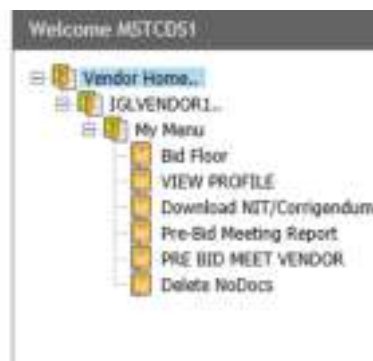 Welcome MSTCDS1
Vendor Home..
IGLVENDOR1..
My Menu
Bid Floor
VIEW PROFILE
Download NIT/Corrigendum
Pre-Bid Meeting Report
PRE BID MEET VENDOR
Delete NoDocs